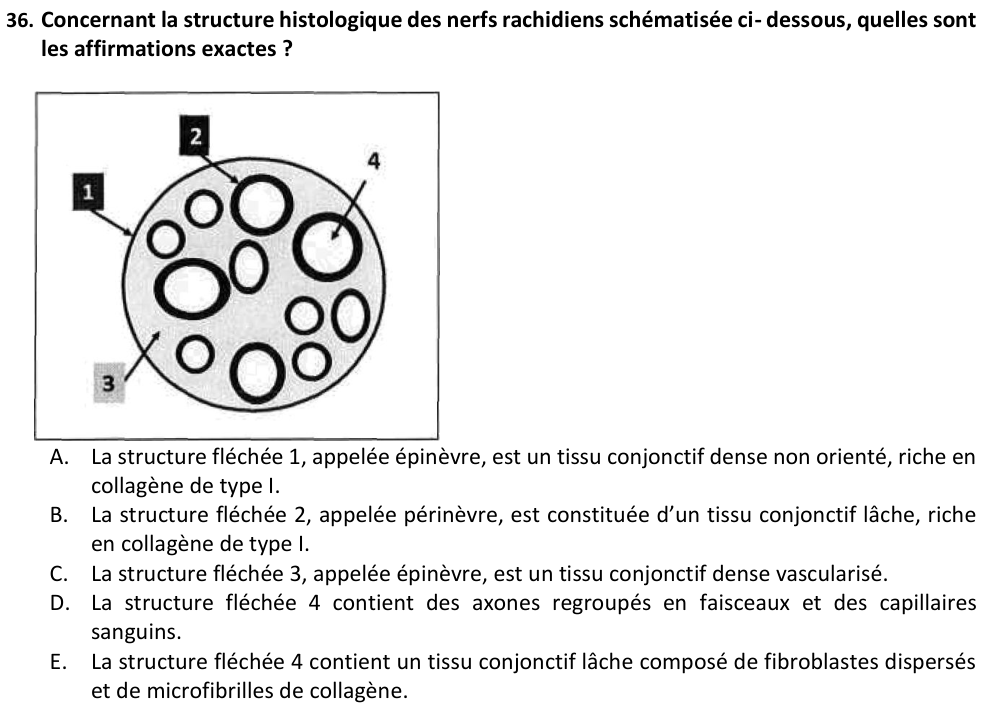 36. Concernant la structure histologique des nerfs rachidiens schématisée ci- dessous, quelles sont
les affirmations exactes ?
2
4
1
3
A. La structure fléchée 1, appelée épinèvre, est un tissu conjonctif dense non orienté, riche en
collagène de type I.
B. La structure fléchée 2, appelée périnèvre, est constituée d’un tissu conjonctif lâche, riche
en collagène de type I.
C. La structure fléchée 3, appelée épinèvre, est un tissu conjonctif dense vascularisé.
D. La structure fléchée 4 contient des axones regroupés en faisceaux et des capillaires
sanguins.
E. La structure fléchée 4 contient un tissu conjonctif lâche composé de fibroblastes dispersés
et de microfibrilles de collagène.